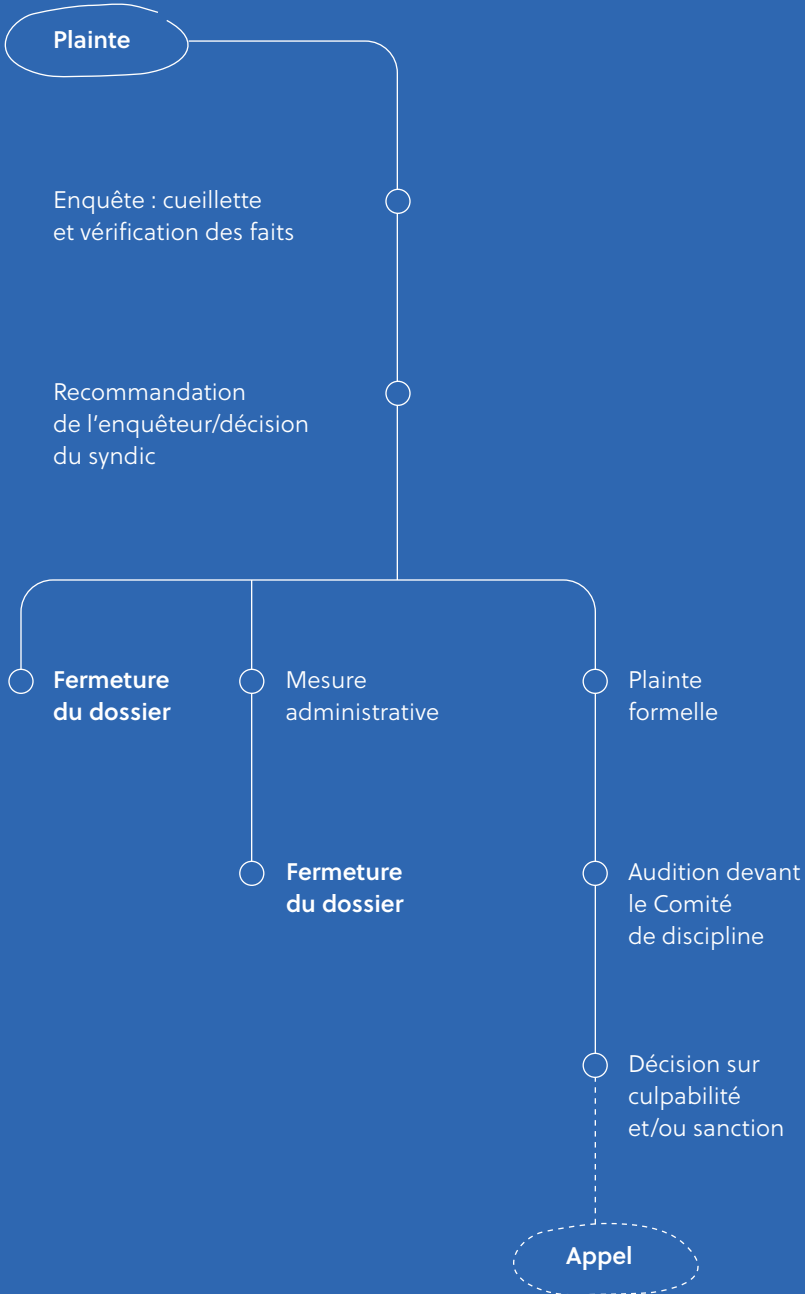 Plainte
Enquête : cueillette
et vérification des faits
Recommandation
de l'enquêteur/décision
du syndic
Fermeture
du dossier
Mesure
administrative
Plainte
formelle
Fermeture
du dossier
Audition devant
le Comité
de discipline
Décision sur
culpabilité
et/ou sanction
Appel